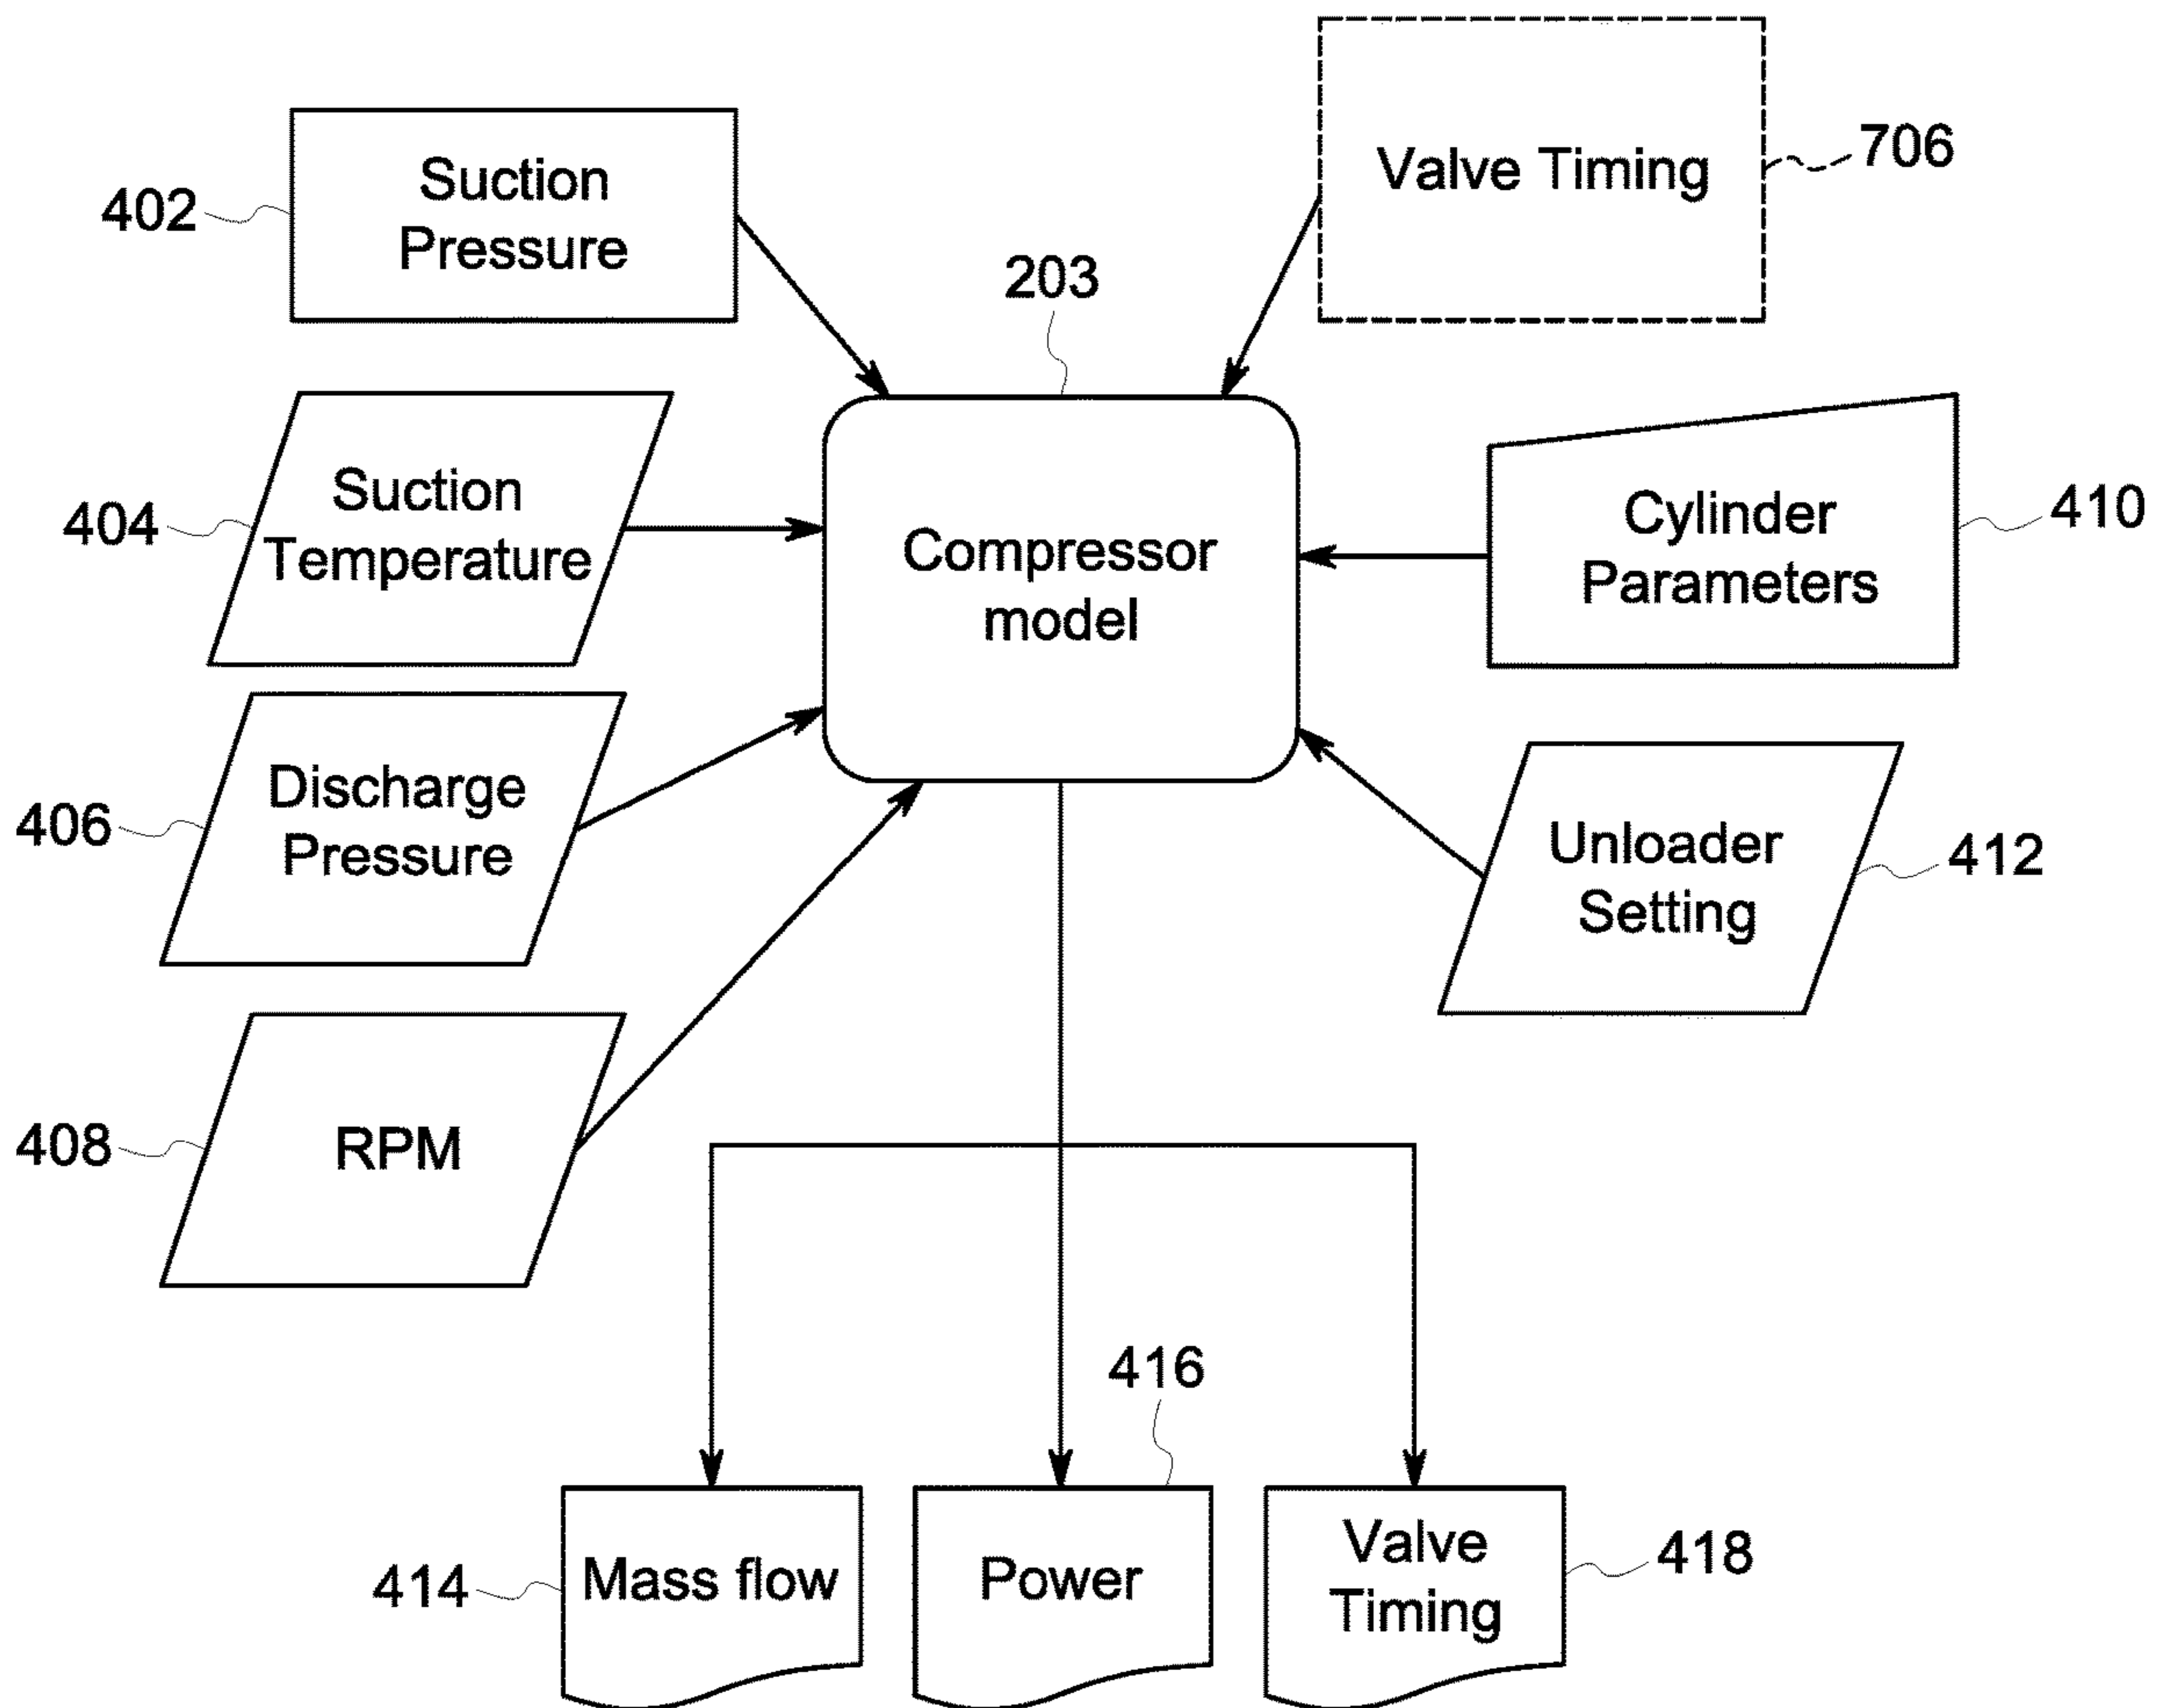 706
Valve Timing
402
Suction
Pressure
203
404
Suction
Temperature
Compressor
model
Cylinder
Parameters
410
406
Discharge
Pressure
Unloader
Setting
412
408
RPM
416
414
Mass flow
Power
Valve
Timing
418